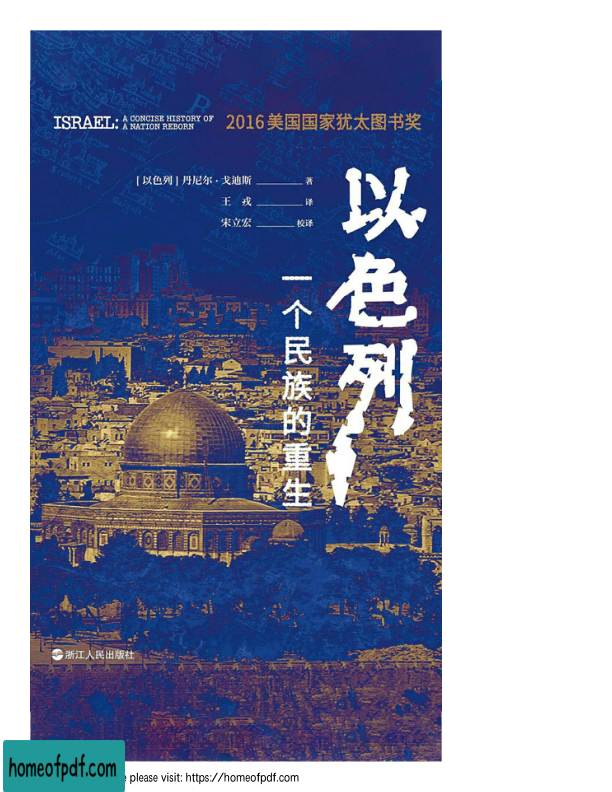 ISRAEL: A CONCISE HISTORY OF
A NATION REBORN
2016美国国家犹太图书奖
[以色列] 丹尼尔·戈迪斯 著
王 戎 译
宋立宏 校译
以色列
一个民族的重生
浙江人民出版社
homeofpdf.com
e please visit: https://homeofpdf.com